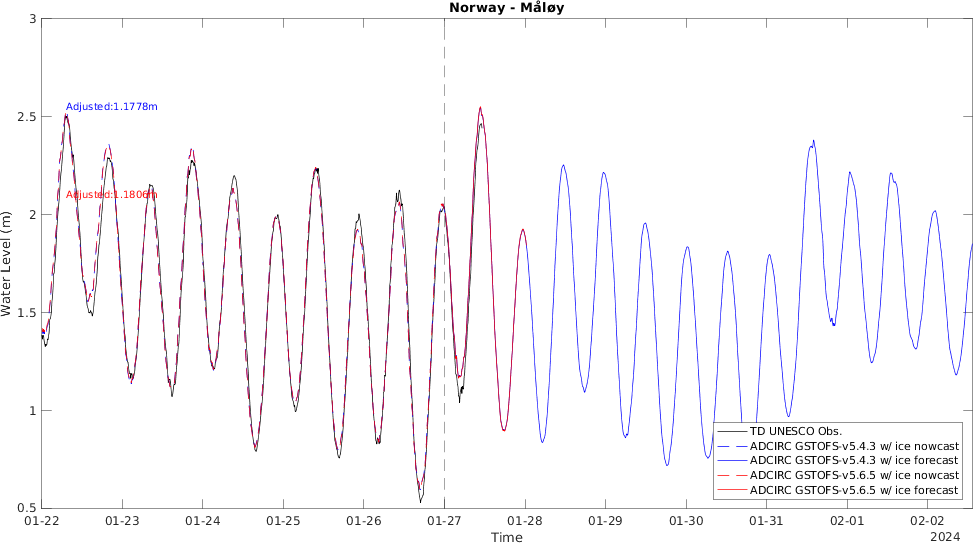 Norway - Måløy
3
2.5
2
1.5
1
0.5
Water Level (m)
Adjusted:1.1778m
Adjusted:1.1806m
TD UNESCO Obs.
ADCIRC GSTOFS-v5.4.3 w/ ice nowcast
ADCIRC GSTOFS-v5.4.3 w/ ice forecast
ADCIRC GSTOFS-v5.6.5 w/ ice nowcast
ADCIRC GSTOFS-v5.6.5 w/ ice forecast
01-22 01-23 01-24 01-25 01-26 01-27 01-28 01-29 01-30 01-31 02-01 02-02
Time
2024